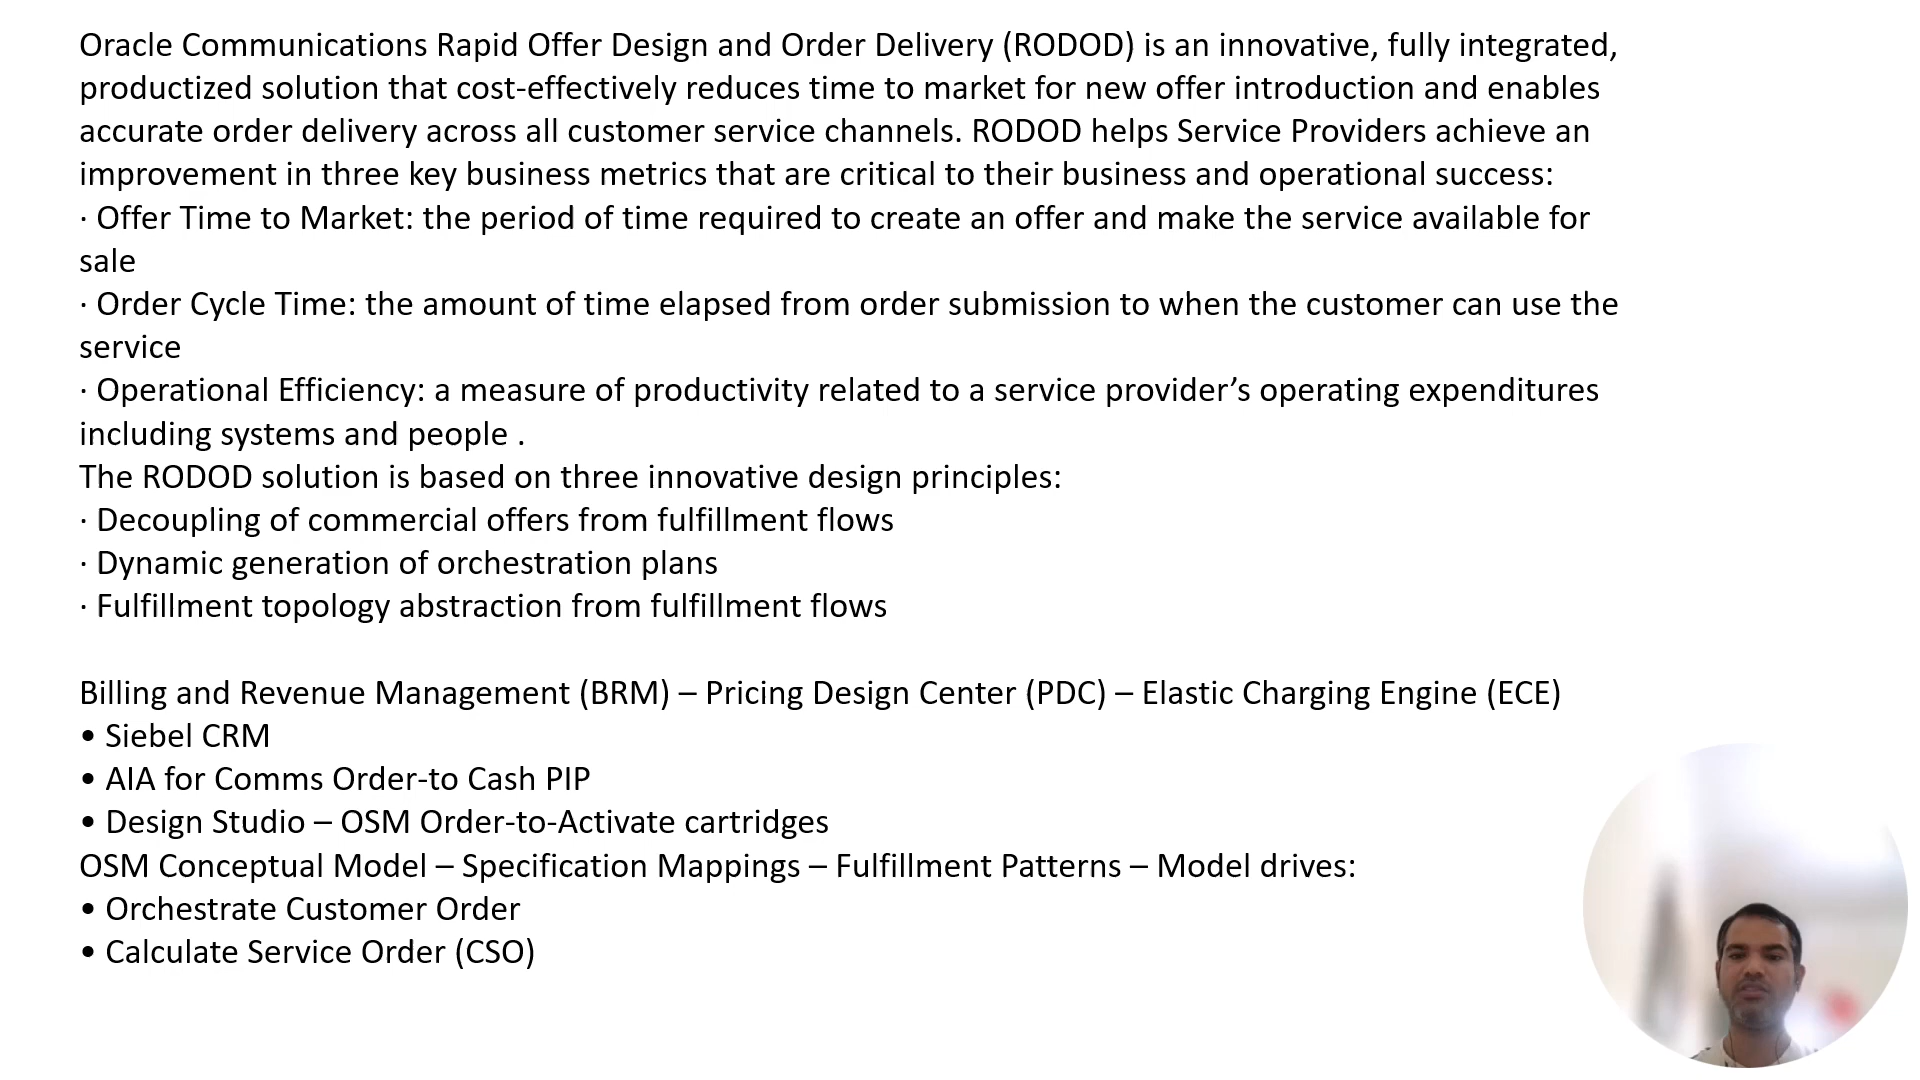 Oracle Communications Rapid Offer Design and Order Delivery (RODOD) is an innovative, fully integrated,
productized solution that cost-effectively reduces time to market for new offer introduction and enables
accurate order delivery across all customer service channels. RODOD helps Service Providers achieve an
improvement in three key business metrics that are critical to their business and operational success:
· Offer Time to Market: the period of time required to create an offer and make the service available for
sale
· Order Cycle Time: the amount of time elapsed from order submission to when the customer can use the
service
· Operational Efficiency: a measure of productivity related to a service provider’s operating expenditures
including systems and people .
The RODOD solution is based on three innovative design principles:
· Decoupling of commercial offers from fulfillment flows
· Dynamic generation of orchestration plans
· Fulfillment topology abstraction from fulfillment flows
Billing and Revenue Management (BRM) – Pricing Design Center (PDC) – Elastic Charging Engine (ECE)
• Siebel CRM
• AIA for Comms Order-to Cash PIP
• Design Studio – OSM Order-to-Activate cartridges
OSM Conceptual Model – Specification Mappings – Fulfillment Patterns – Model drives:
• Orchestrate Customer Order
• Calculate Service Order (CSO)